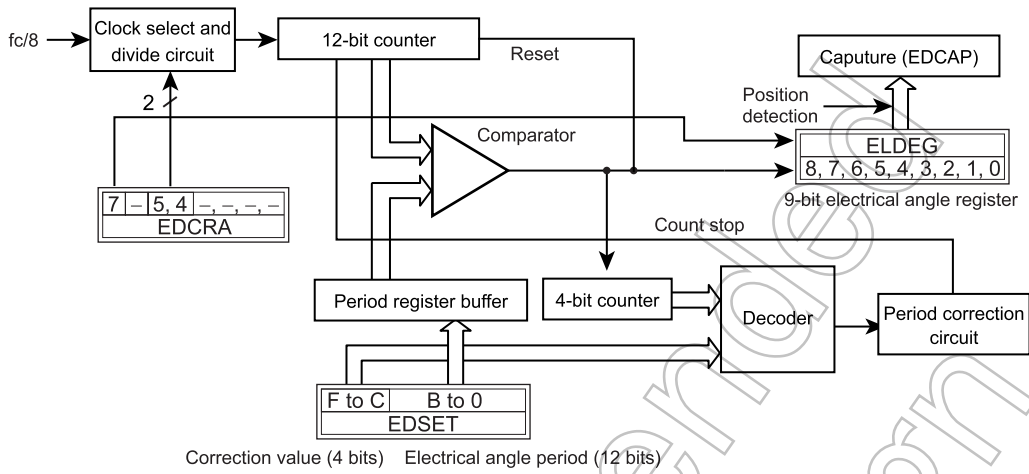 fc/8
Clock select and
divide circuit
12-bit counter
Reset
Caputure (EDCAP)
2
Position
detection
Comparator
ELDEG
8, 7, 6, 5, 4, 3, 2, 1, 0
9-bit electrical angle register
7 – 5, 4 –, –, –, –
EDCRA
Count stop
Period register buffer
4-bit counter
Decoder
Period correction
circuit
F to C B to 0
EDSET
Correction value (4 bits) Electrical angle period (12 bits)